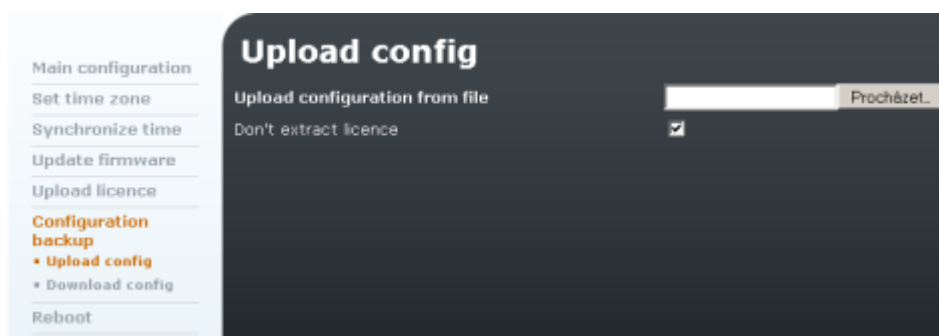 Main configuration
Set time zone
Synchronize time
Update firmware
Upload licence
Configuration
backup
• Upload config
• Download config
Reboot
Upload config
Upload configuration from file
Procházet..
Don't extract licence